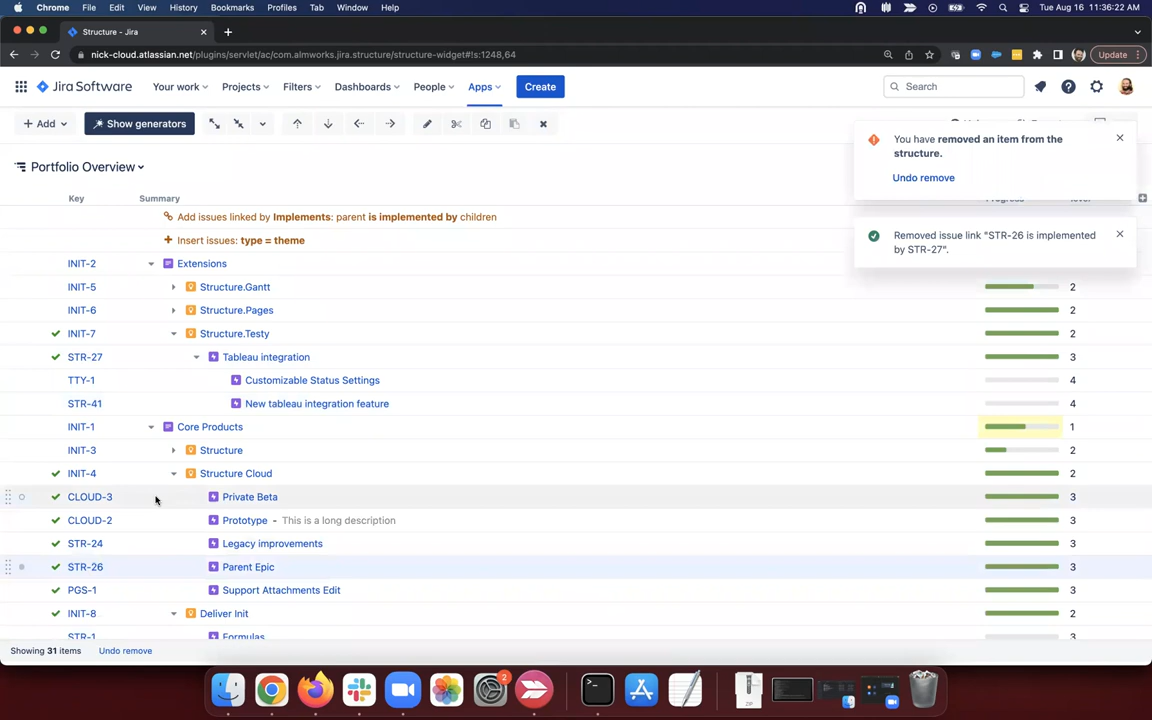 Chrome File Edit View History Bookmarks Profiles Tab Window Help Tue Aug 16 11:36:22 AM
Structure - Jira
nick-cloud.atlassian.net/plugins/servlet/ac/com.almworks.jira.structure/structure-widget#!s:1248,64 Update
Jira Software Your work Projects Filters Dashboards People Apps Create Search
+ Add Show generators
You have removed an item from the structure.
Undo remove
Portfolio Overview
Key Summary
Removed issue link "STR-26 is implemented by STR-27".
Add issues linked by Implements: parent is implemented by children
Insert issues: type = theme
INIT-2 Extensions
INIT-5 Structure.Gantt 2
INIT-6 Structure.Pages 2
INIT-7 Structure.Testy 2
STR-27 Tableau integration 3
TTY-1 Customizable Status Settings 4
STR-41 New tableau integration feature 4
INIT-1 Core Products 1
INIT-3 Structure 2
INIT-4 Structure Cloud 2
CLOUD-3 Private Beta 3
CLOUD-2 Prototype - This is a long description 3
STR-24 Legacy improvements 3
STR-26 Parent Epic 3
PGS-1 Support Attachments Edit 3
INIT-8 Deliver Init 2
STR-1 Formulas 3
Showing 31 items Undo remove
2
ZIP